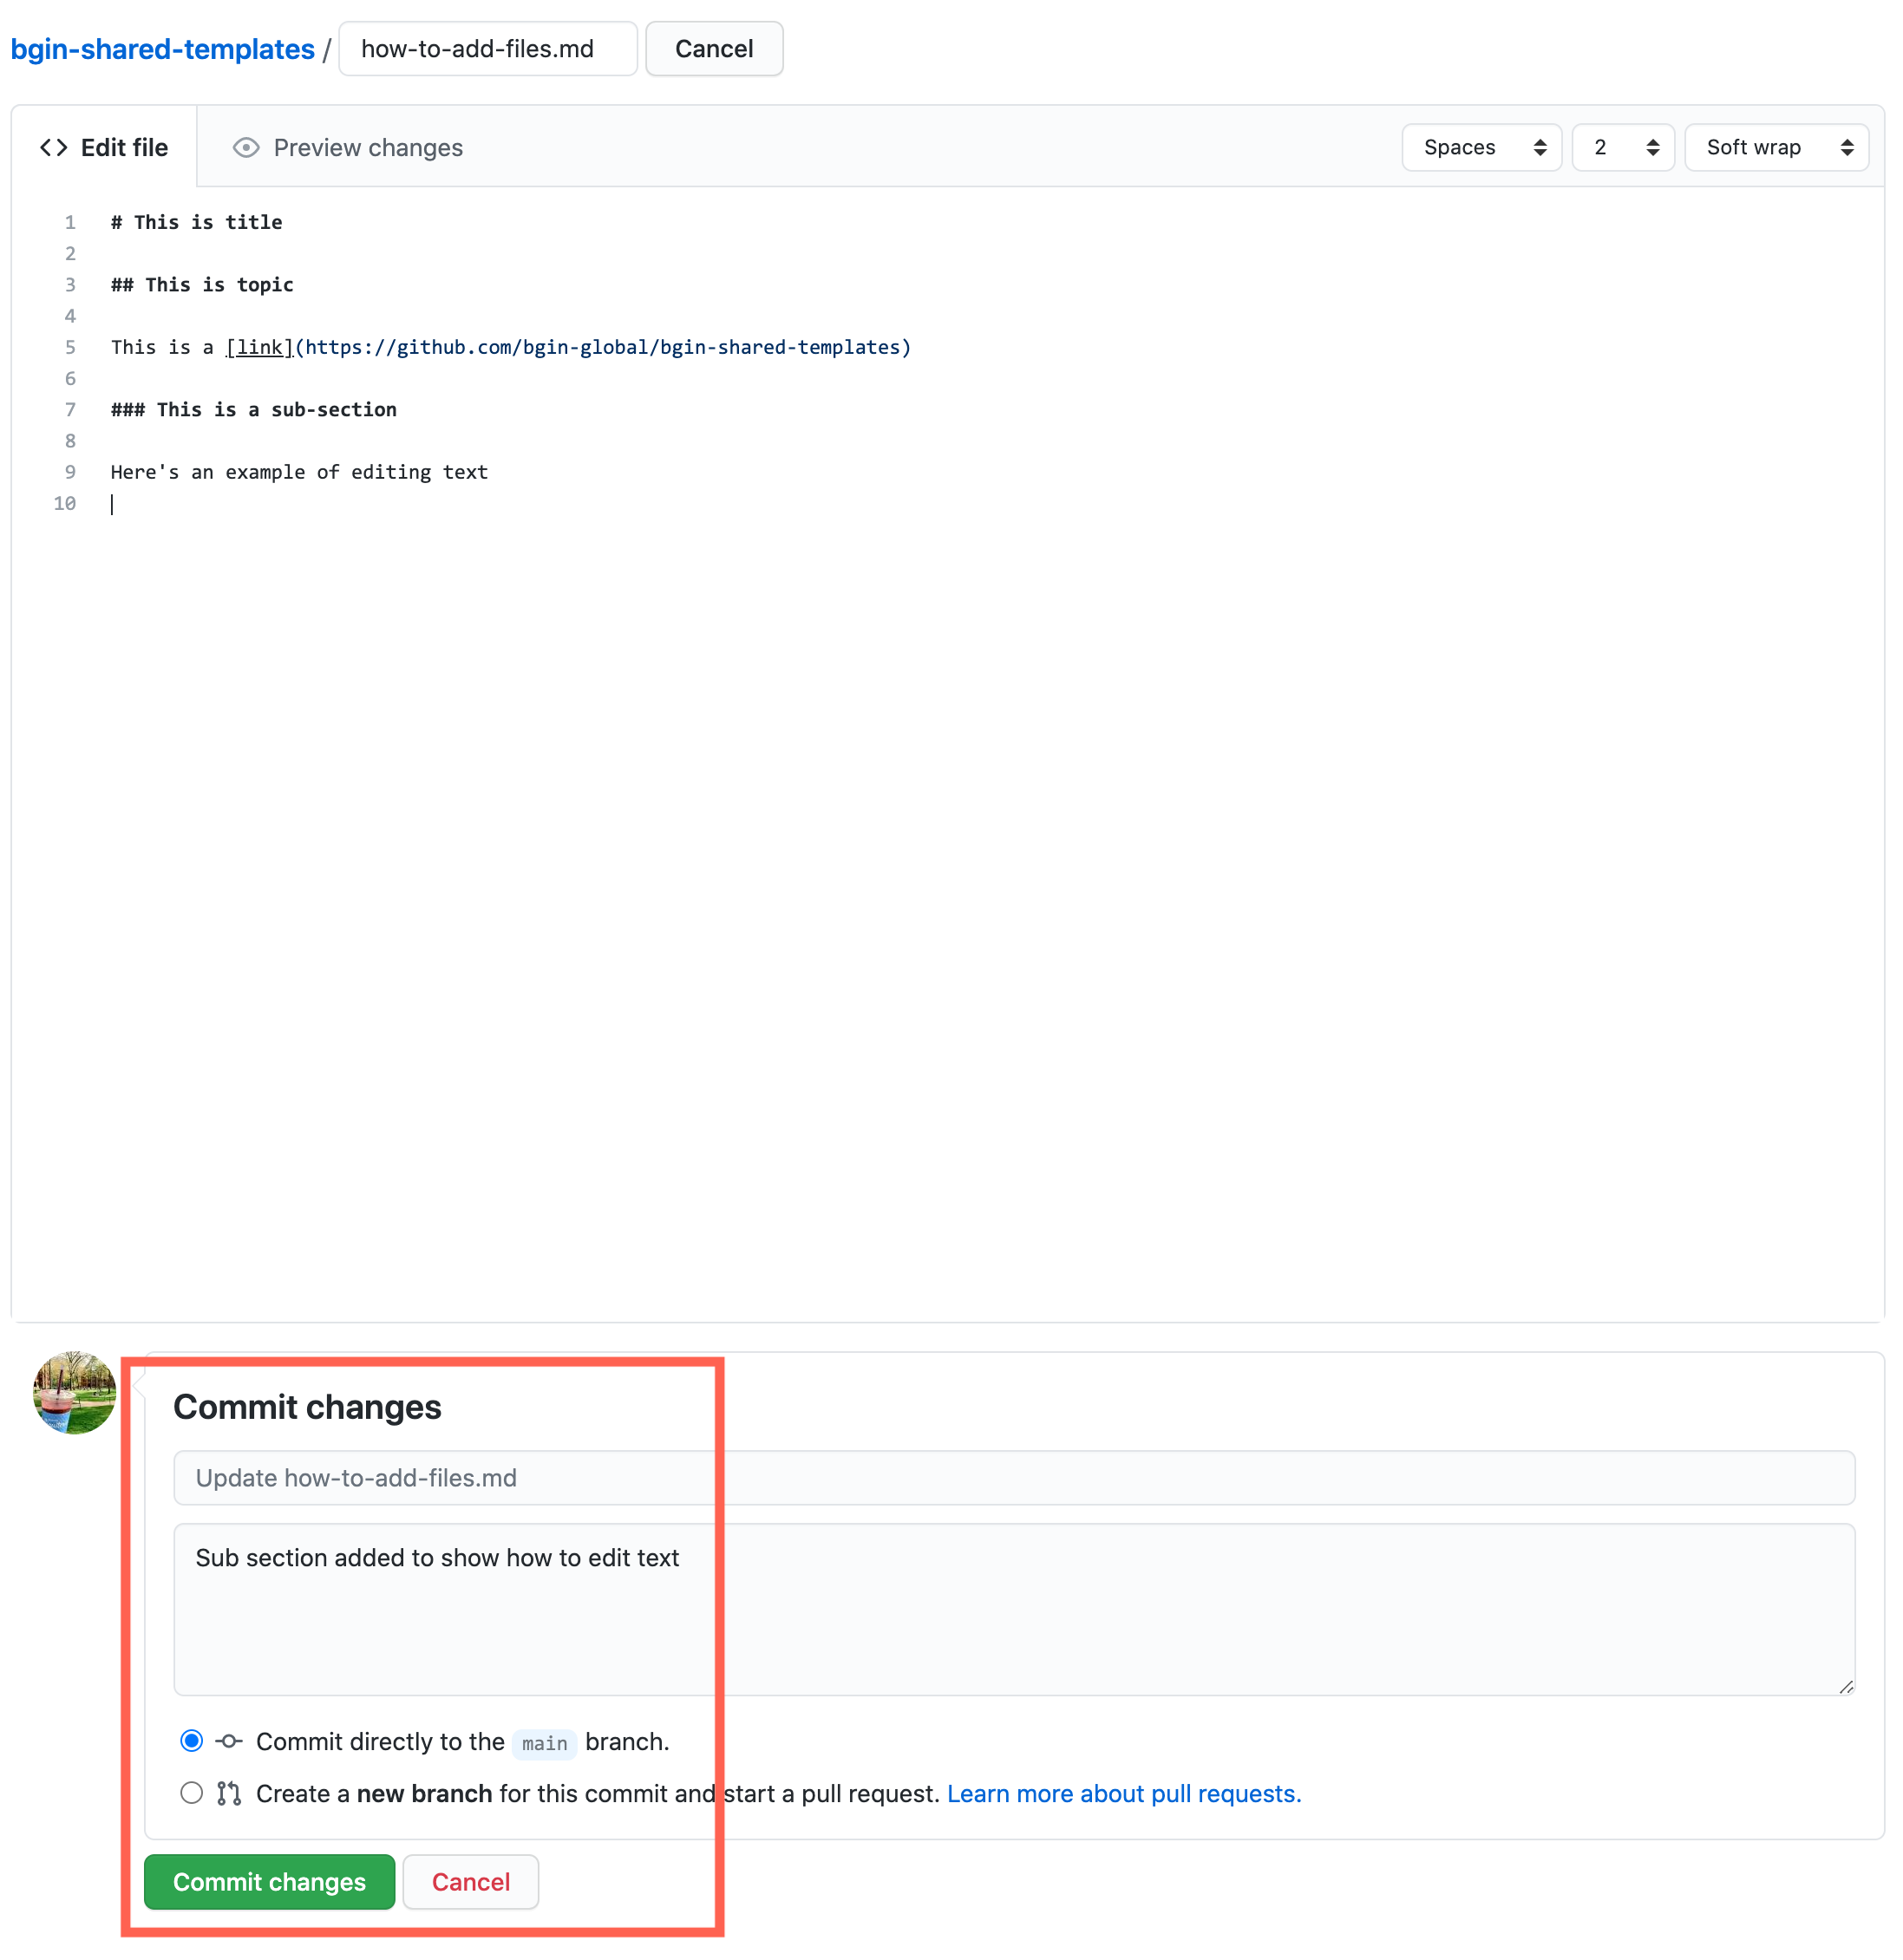 bgin-shared-templates / how-to-add-files.md Cancel
<> Edit file Preview changes Spaces 2 Soft wrap
1 # This is title
2
3 ## This is topic
4
5 This is a [link](https://github.com/bgin-global/bgin-shared-templates)
6
7 ### This is a sub-section
8
9 Here's an example of editing text
10
Commit changes
Update how-to-add-files.md
Sub section added to show how to edit text
Commit directly to the main branch.
Create a new branch for this commit and start a pull request. Learn more about pull requests.
Commit changes Cancel